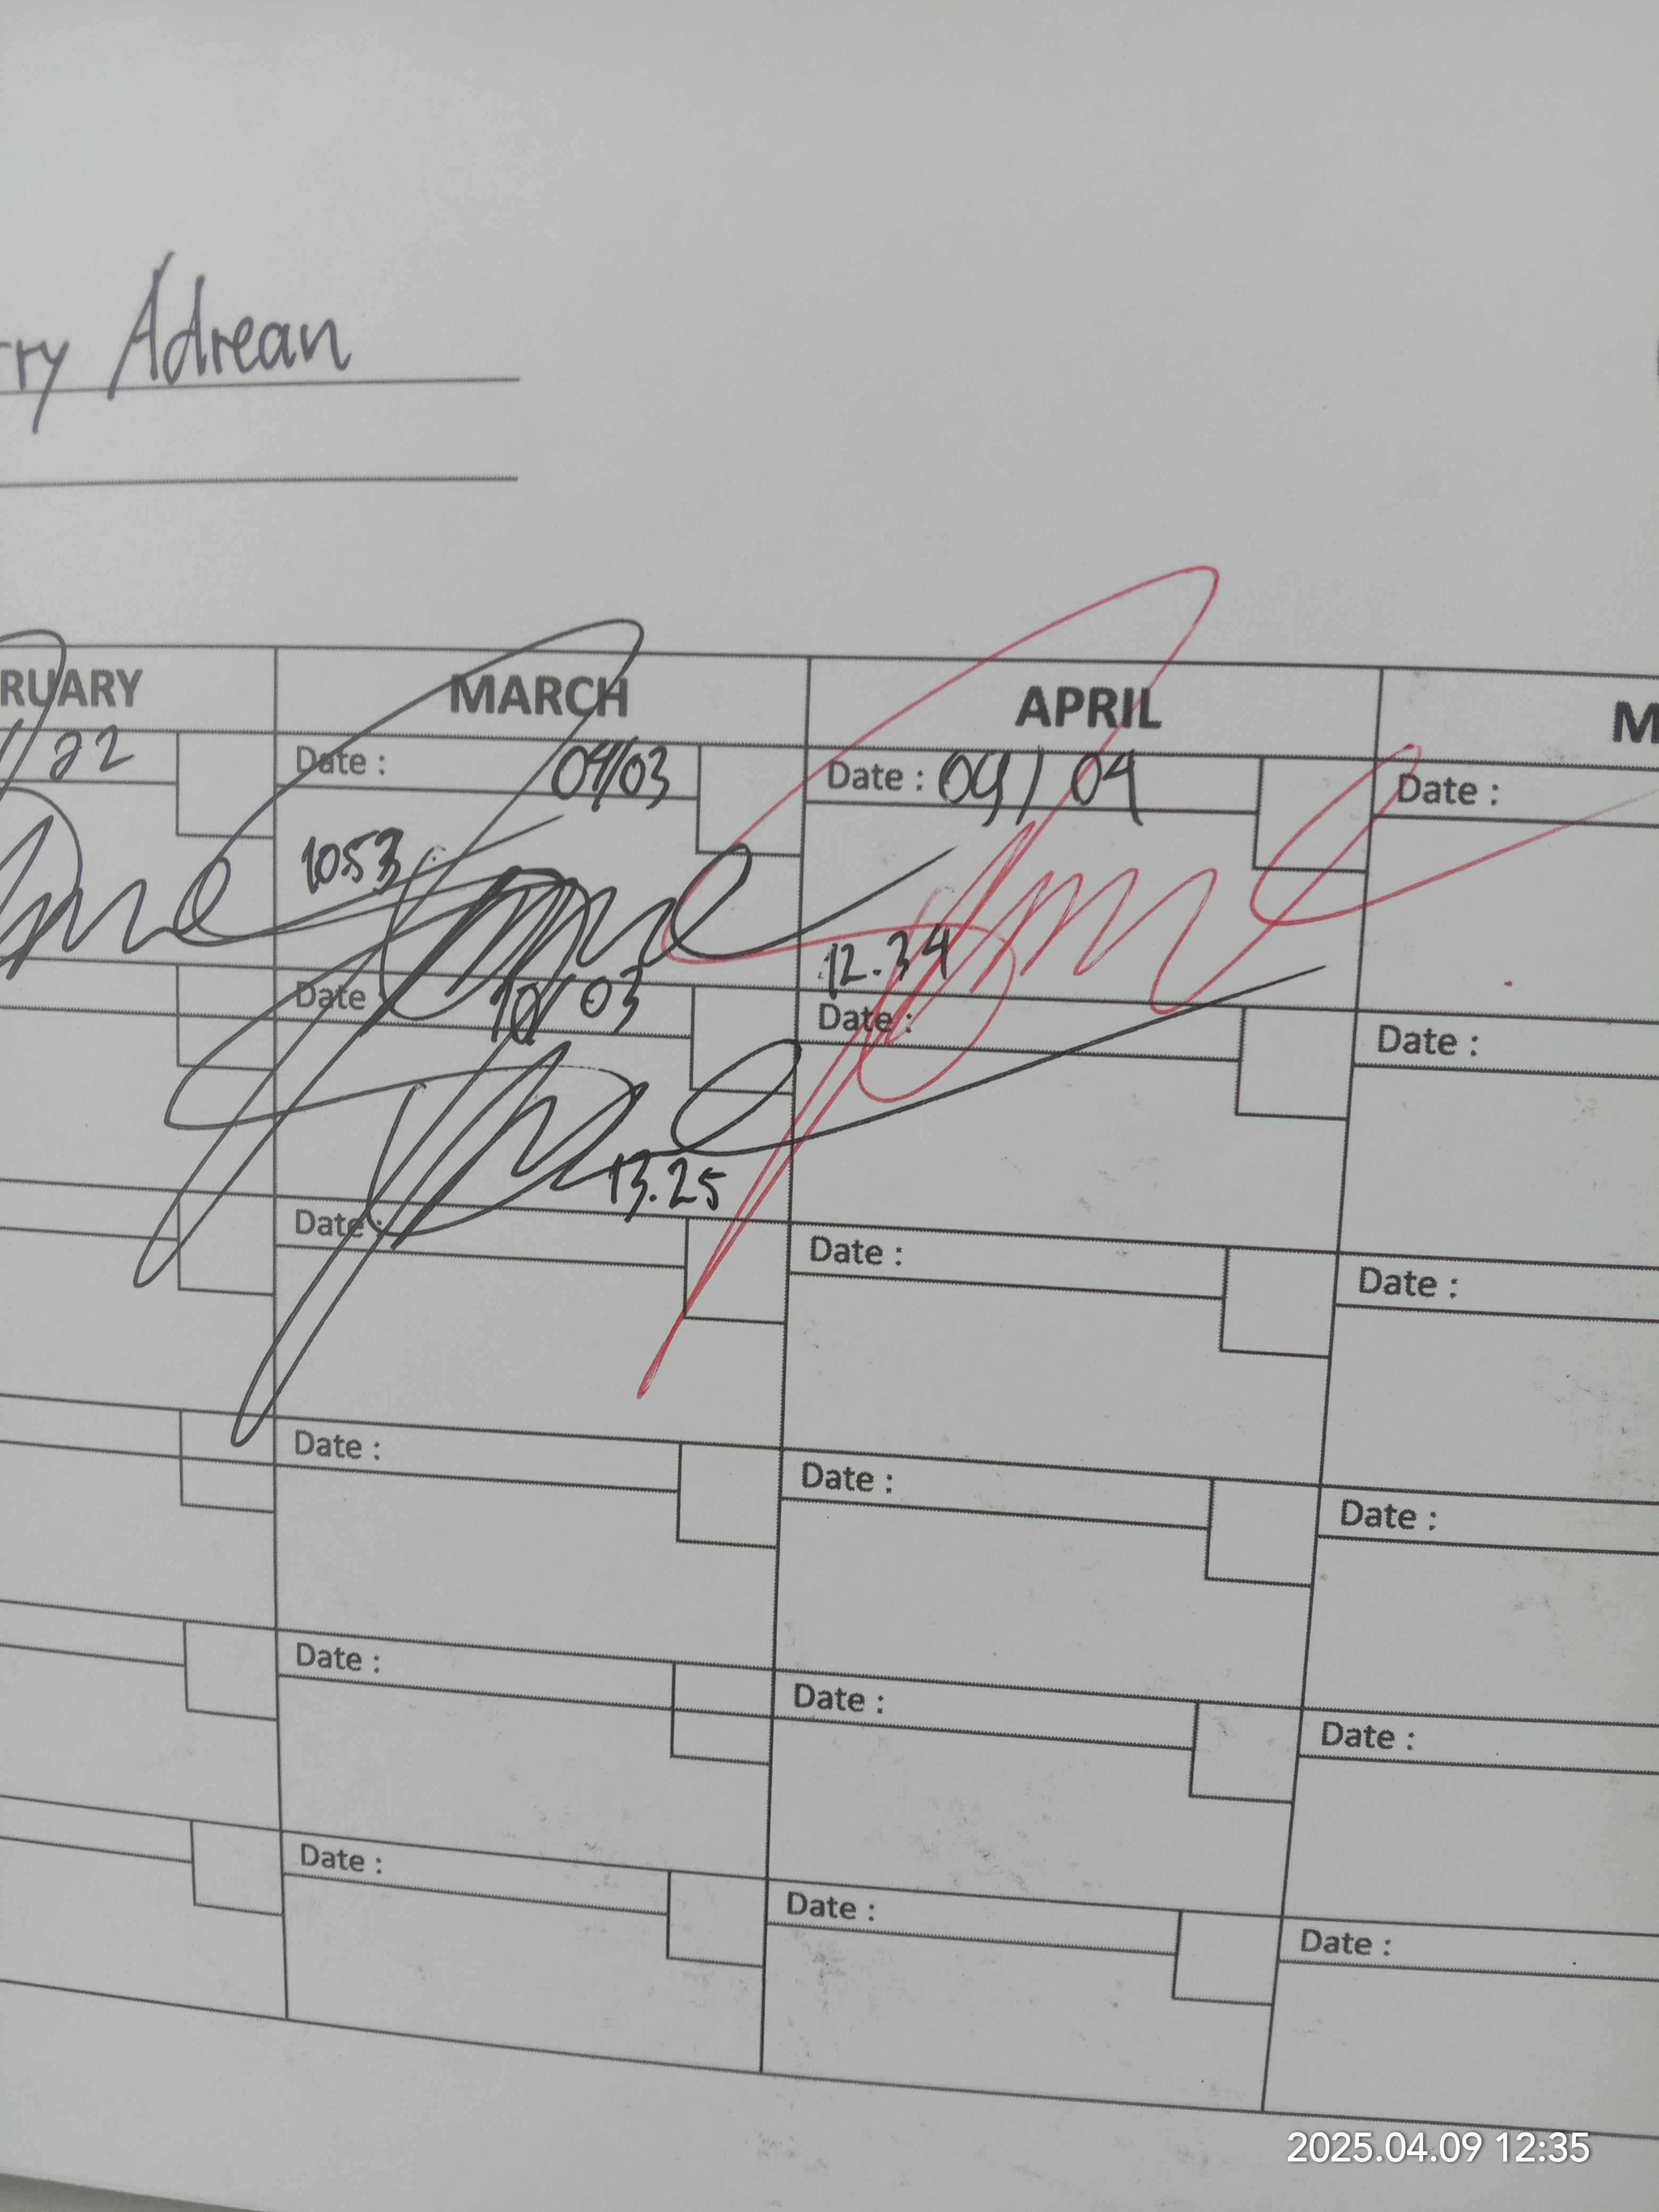 rry Adrean
RUARY MARCH APRIL M
/22 Date : 04/03 Date : 09/04 Date :
1053
12.34
Date : 10/03 Date : Date :
13.25
Date : Date : Date :
Date : Date : Date :
Date : Date : Date :
Date : Date : Date :
2025.04.09 12:35